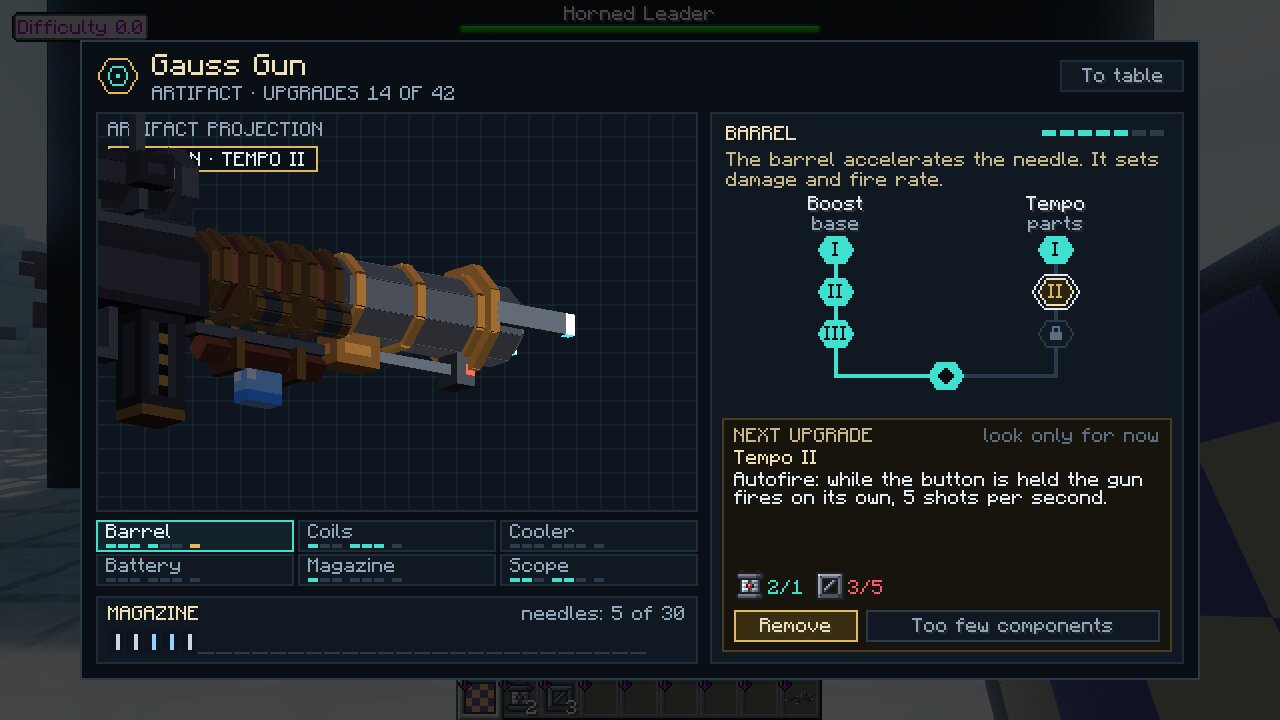 Horned Leader
Difficulty 0.0
Gauss Gun
ARTIFACT · UPGRADES 14 OF 42
To table
ARTIFACT PROJECTION
N · TEMPO II
BARREL
The barrel accelerates the needle. It sets
damage and fire rate.
Boost
base
Tempo
parts
I
I
II
II
III
NEXT UPGRADE
look only for now
Tempo II
Autofire: while the button is held the gun
fires on its own, 5 shots per second.
2/1
3/5
Remove
Too few components
Barrel
Coils
Cooler
Battery
Magazine
Scope
MAGAZINE
needles: 5 of 30
2
3